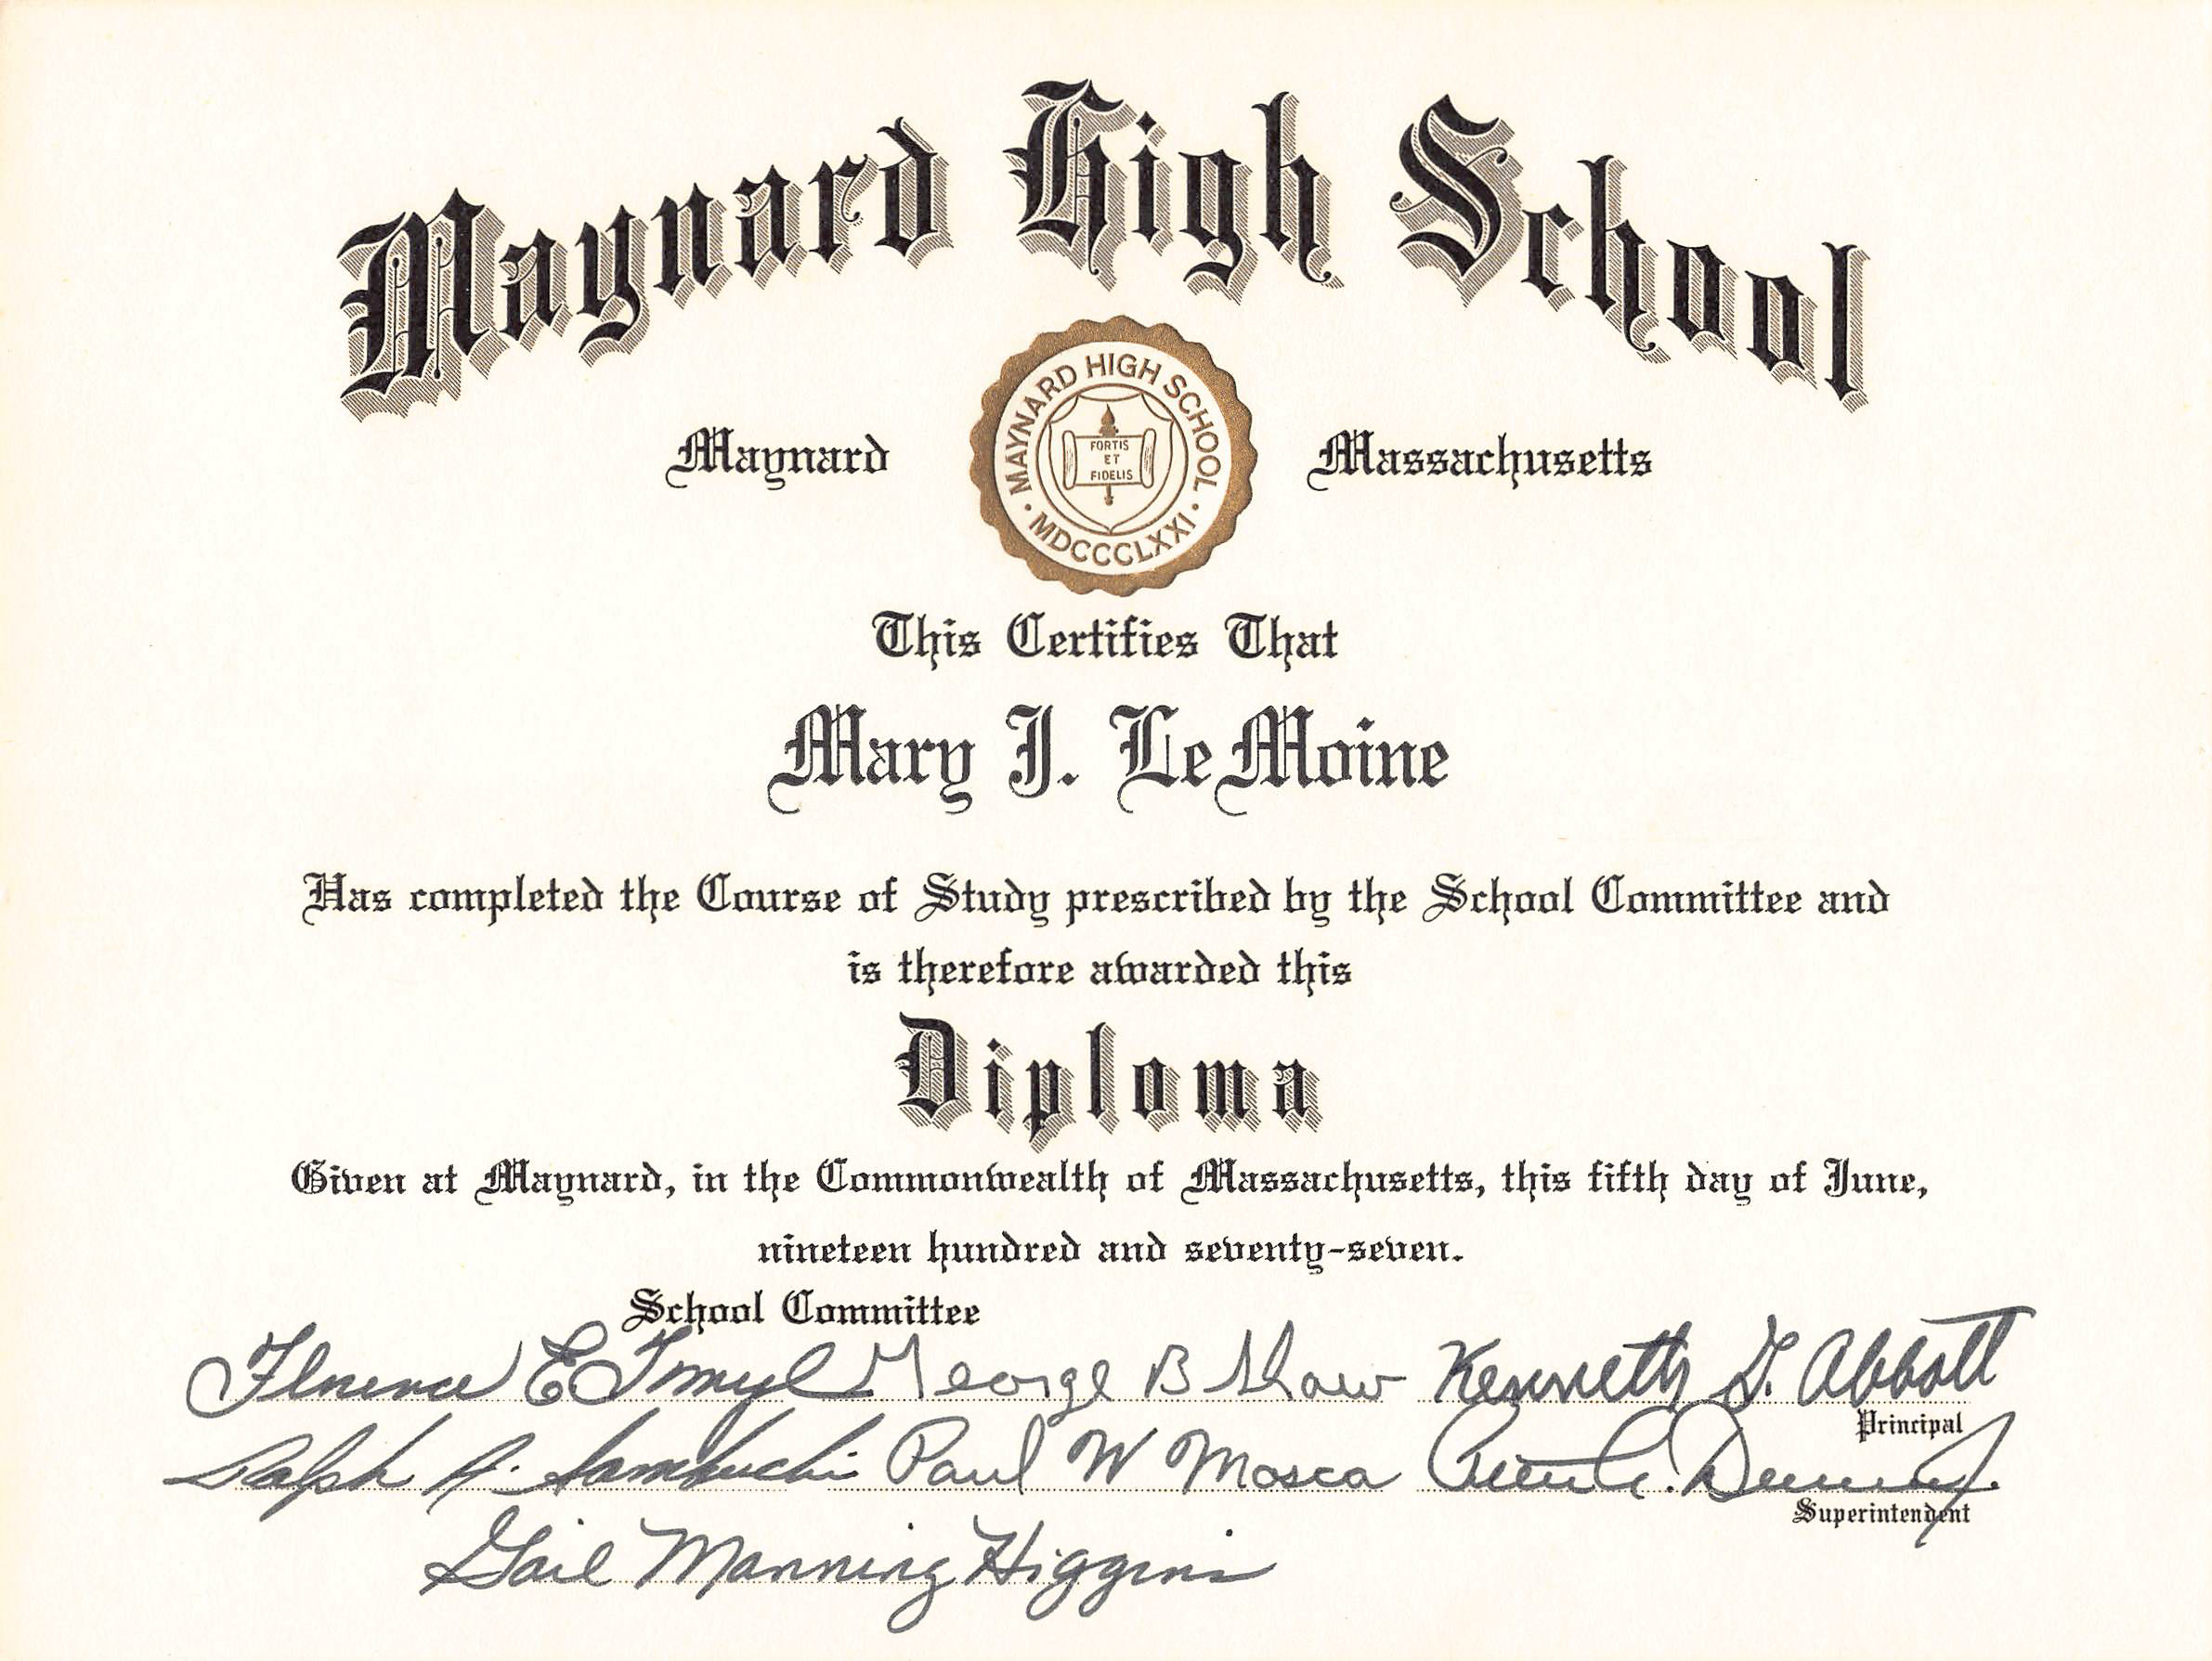 Maynard High School
Maynard Massachusetts
MAYNARD HIGH SCHOOL
FORTIS
ET
FIDELIS
MDCCCLXXI
This Certifies That
Mary J. LeMoine
Has completed the Course of Study prescribed by the School Committee and
is therefore awarded this
Diploma
Given at Maynard, in the Commonwealth of Massachusetts, this fifth day of June,
nineteen hundred and seventy-seven.
School Committee
Florence E George B Shaw Kenneth D. Abbott
Principal
Ralph A. Sambuchi Paul W Mosca
Superintendent
Gail Manning Higgins